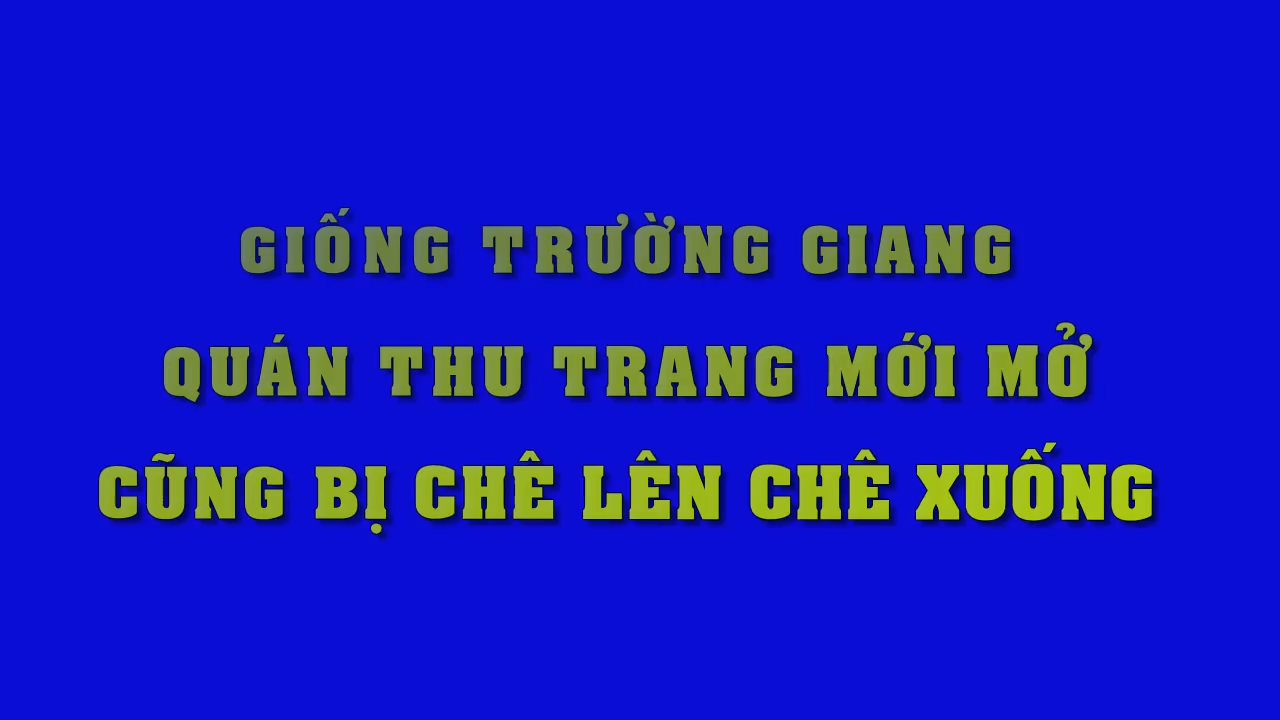 GIỐNG TRƯỜNG GIANG
QUÁN THU TRANG MỚI MỞ
CŨNG BỊ CHÊ LÊN CHÊ XUỐNG